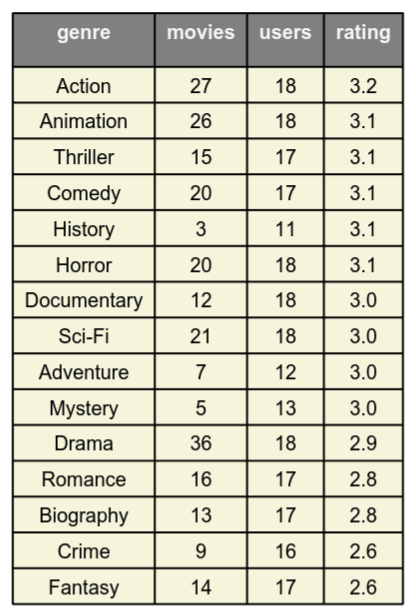 genre movies users rating
Action 27 18 3.2
Animation 26 18 3.1
Thriller 15 17 3.1
Comedy 20 17 3.1
History 3 11 3.1
Horror 20 18 3.1
Documentary 12 18 3.0
Sci-Fi 21 18 3.0
Adventure 7 12 3.0
Mystery 5 13 3.0
Drama 36 18 2.9
Romance 16 17 2.8
Biography 13 17 2.8
Crime 9 16 2.6
Fantasy 14 17 2.6